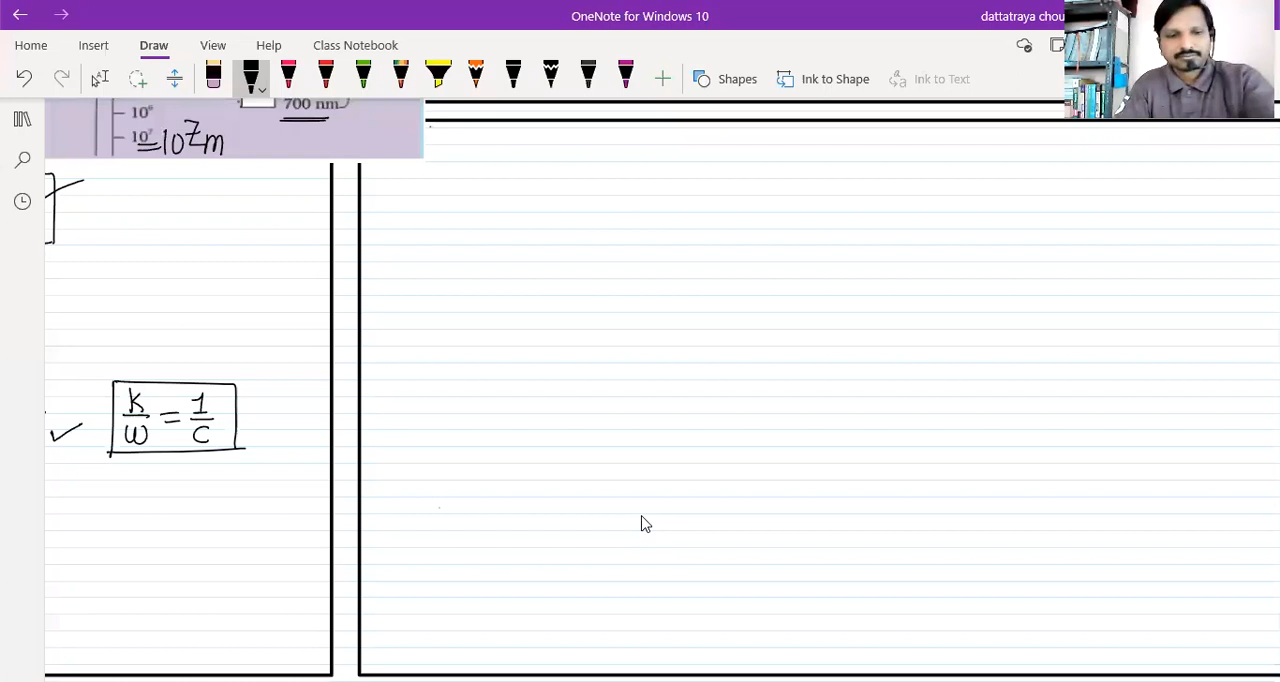 OneNote for Windows 10
dattatraya chou
Home Insert Draw View Help Class Notebook
Shapes Ink to Shape Ink to Text
700 nm
10⁷ = 10⁷m
k/ω = 1/c